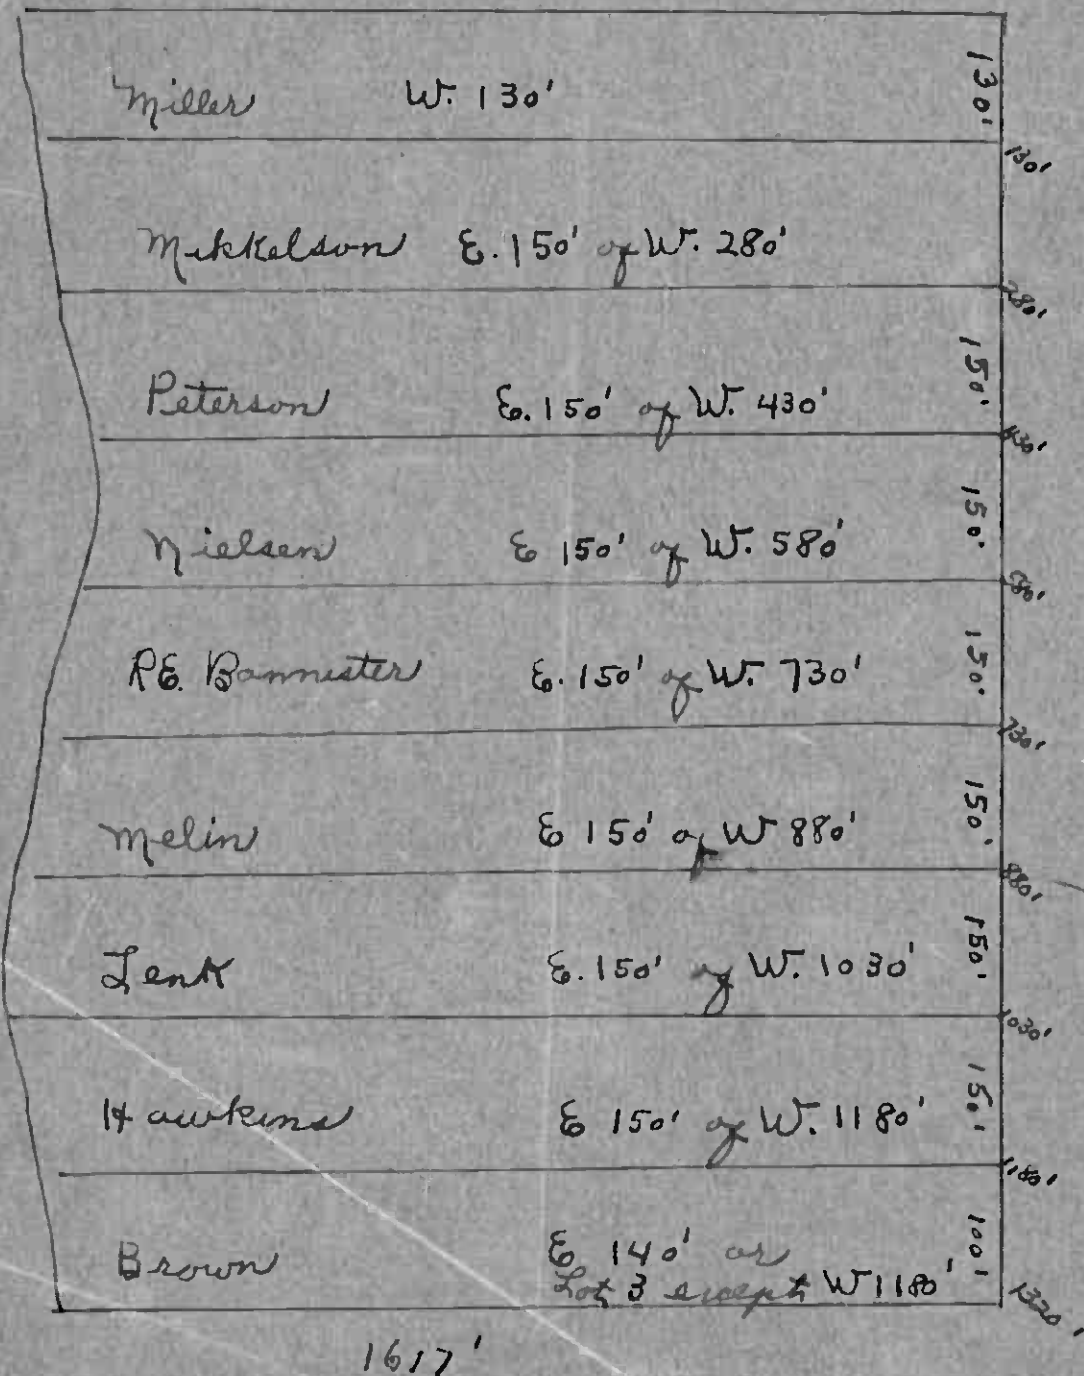 Miller W. 130' 130'
130'
Mikkelson E. 150' of W. 280'
280'
Peterson E. 150' of W. 430' 150'
430'
Nielsen E 150' of W. 580' 150'
580'
RE. Bannister E. 150' of W. 730' 150'
730'
Melin E 150' of W 880' 150'
880'
Lenk E. 150' of W. 1030' 150'
1030'
Hawkins E 150' of W. 1180' 150'
1180'
Brown E 140' or 100'
Lot 3 except W 1180'
1320'
1617'